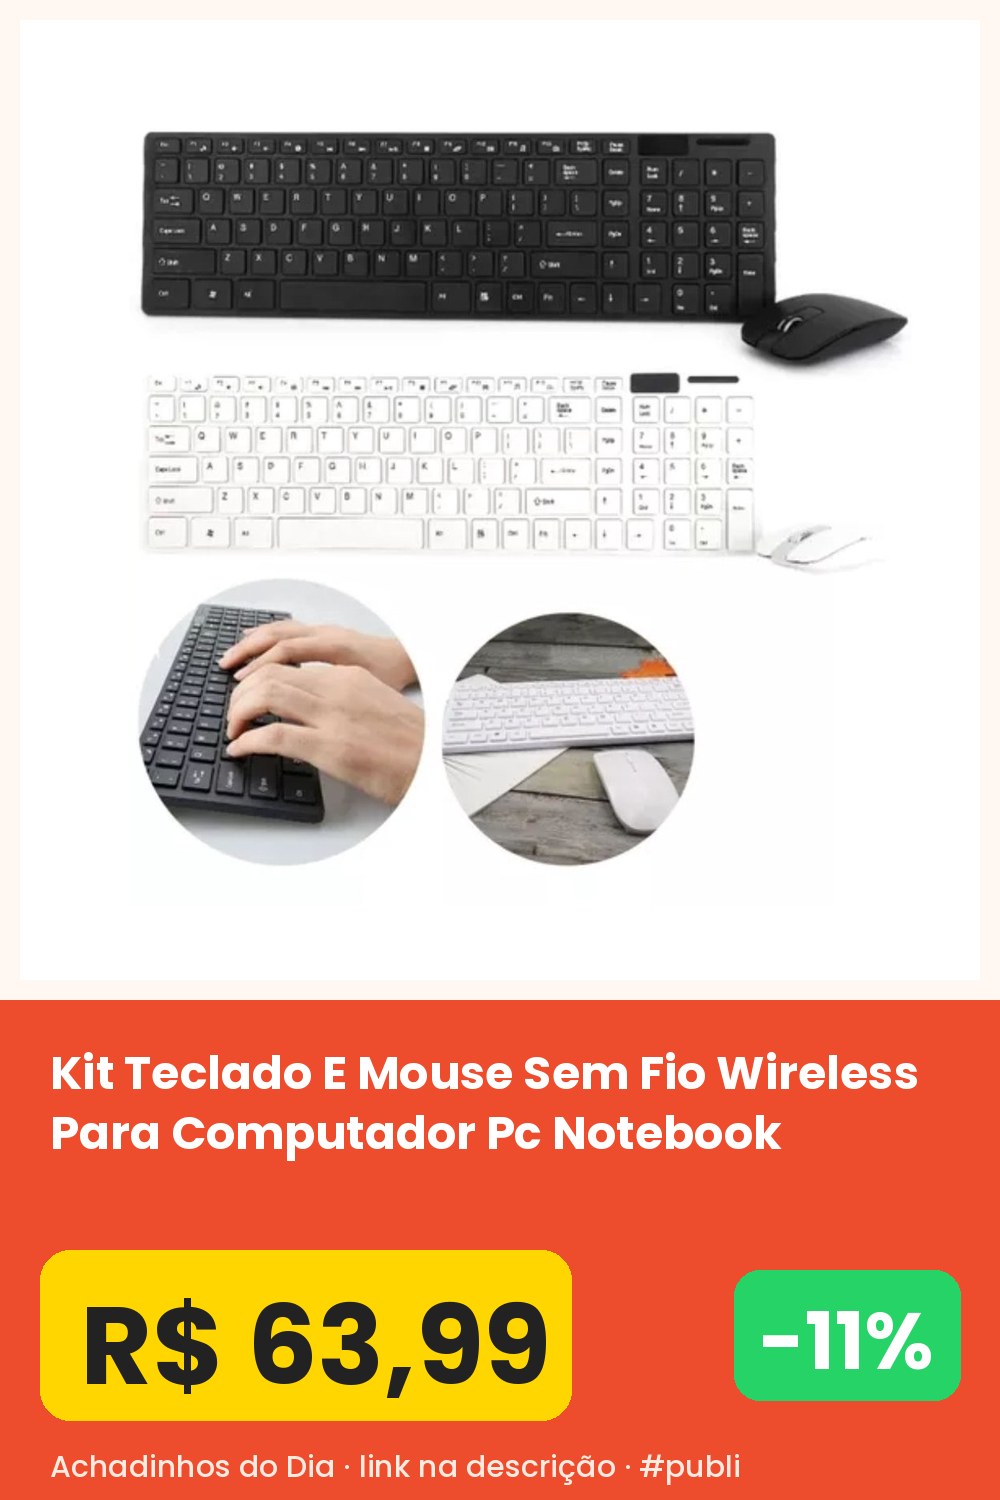 Kit Teclado E Mouse Sem Fio Wireless
Para Computador Pc Notebook
R$ 63,99
-11%
Achadinhos do Dia · link na descrição · #publi